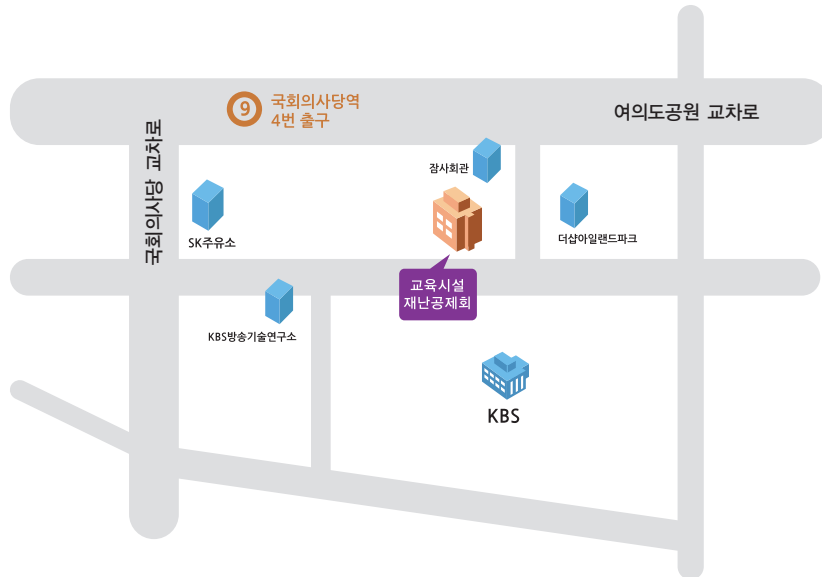 9
국회의사당역
4번 출구
여의도공원 교차로
국회의사당 교차로
잠사회관
SK주유소
더샵아일랜드파크
교육시설
재난공제회
KBS방송기술연구소
KBS